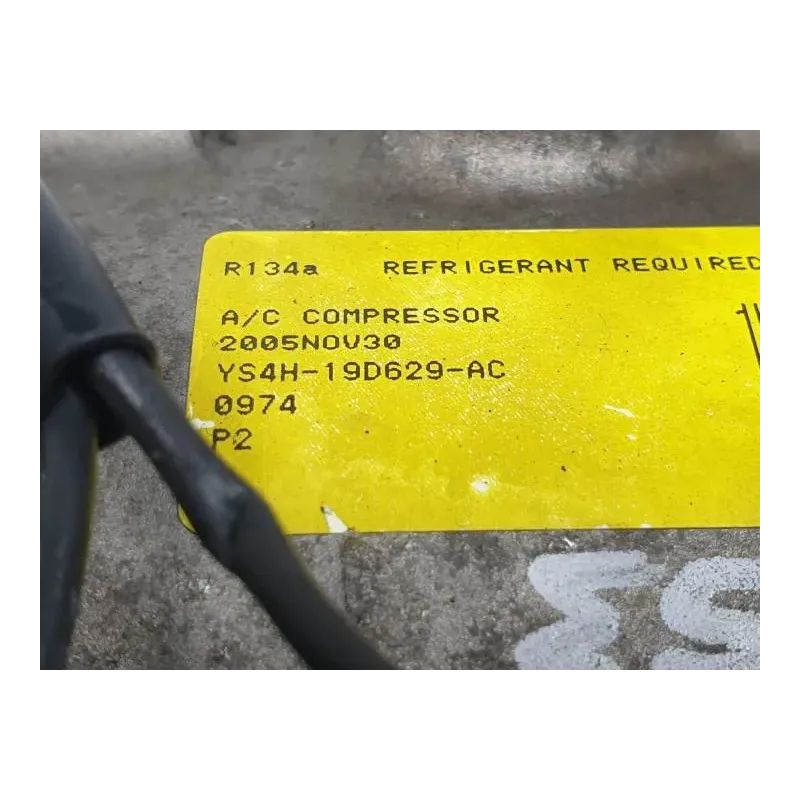 R134a REFRIGERANT REQUIRED
A/C COMPRESSOR
2005NOV30
YS4H-19D629-AC
0974
P2